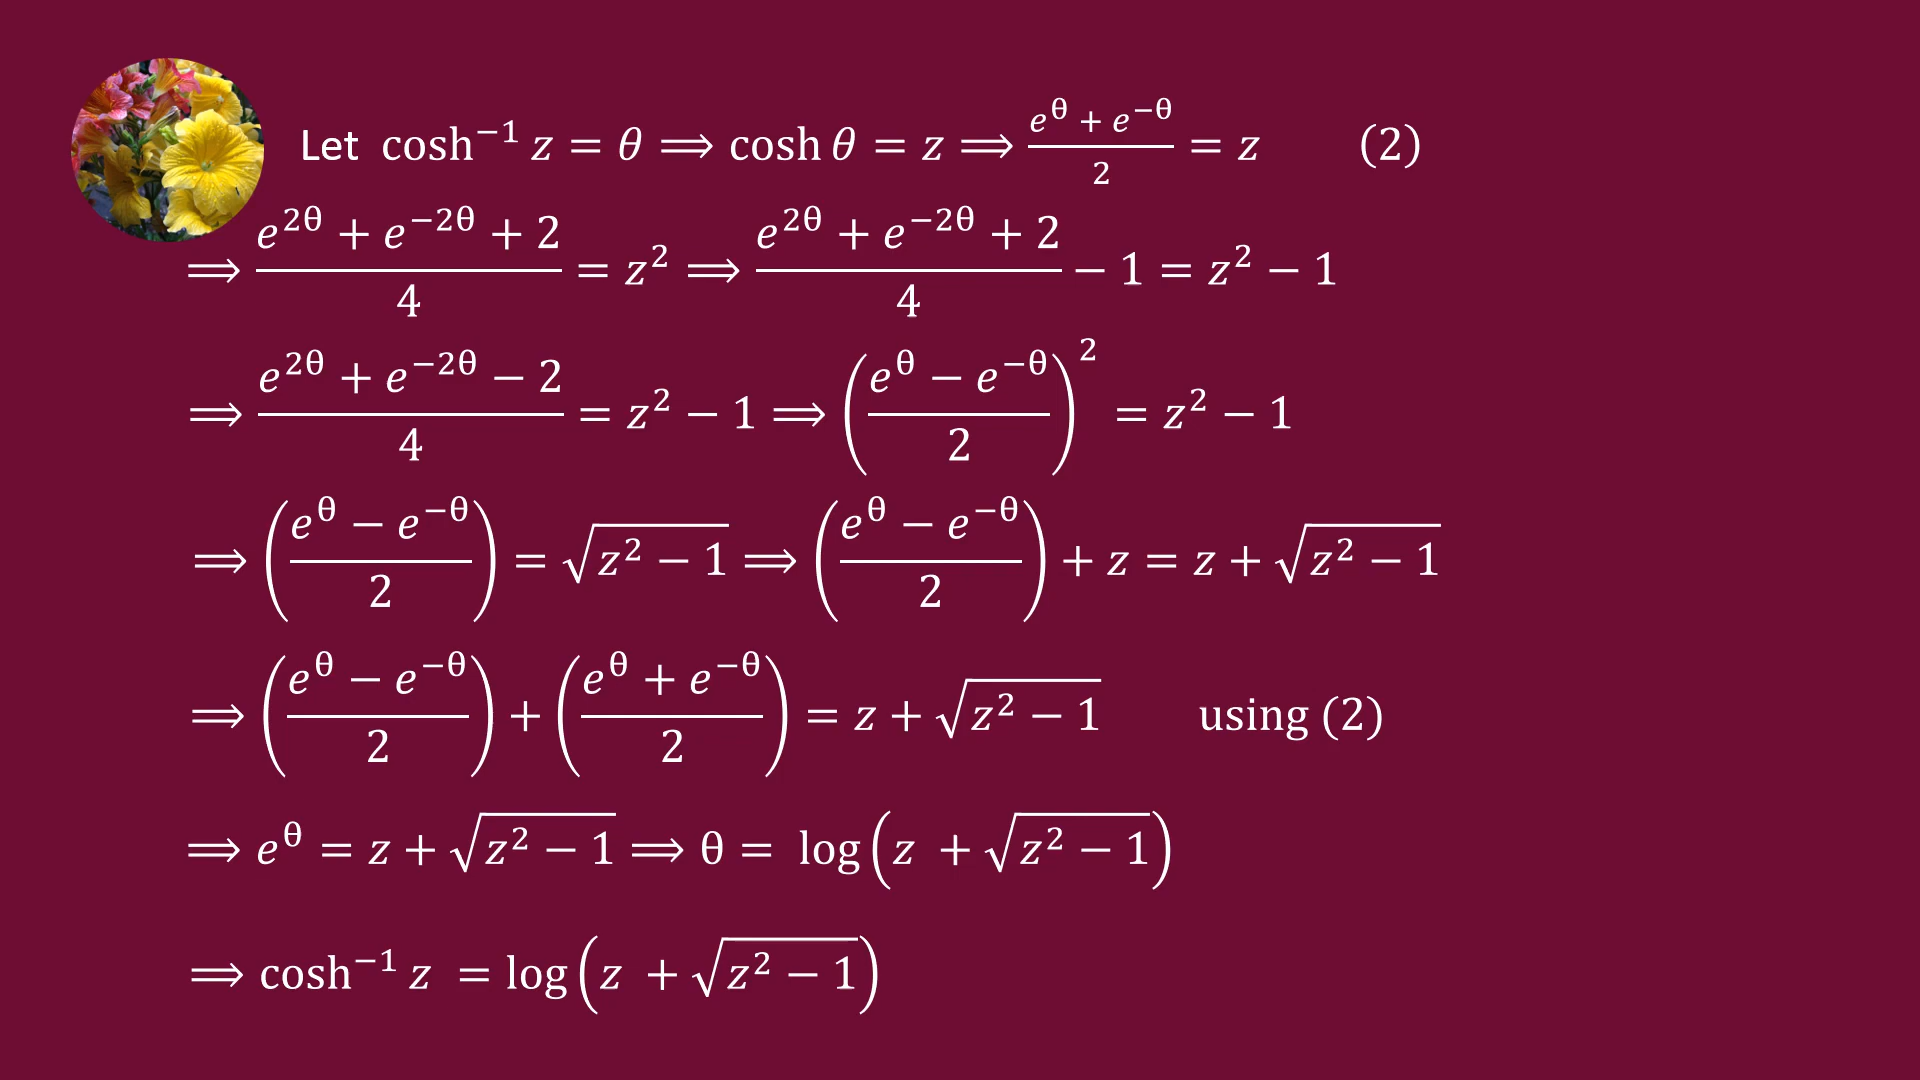 Let cosh⁻¹ z = θ ⟹ cosh θ = z ⟹ (e^θ + e^−θ)/2 = z (2)
⟹ (e^2θ + e^−2θ + 2)/4 = z² ⟹ (e^2θ + e^−2θ + 2)/4 − 1 = z² − 1
⟹ (e^2θ + e^−2θ − 2)/4 = z² − 1 ⟹ ((e^θ − e^−θ)/2)² = z² − 1
⟹ ((e^θ − e^−θ)/2) = √(z² − 1) ⟹ ((e^θ − e^−θ)/2) + z = z + √(z² − 1)
⟹ ((e^θ − e^−θ)/2) + ((e^θ + e^−θ)/2) = z + √(z² − 1) using (2)
⟹ e^θ = z + √(z² − 1) ⟹ θ = log(z + √(z² − 1))
⟹ cosh⁻¹ z = log(z + √(z² − 1))